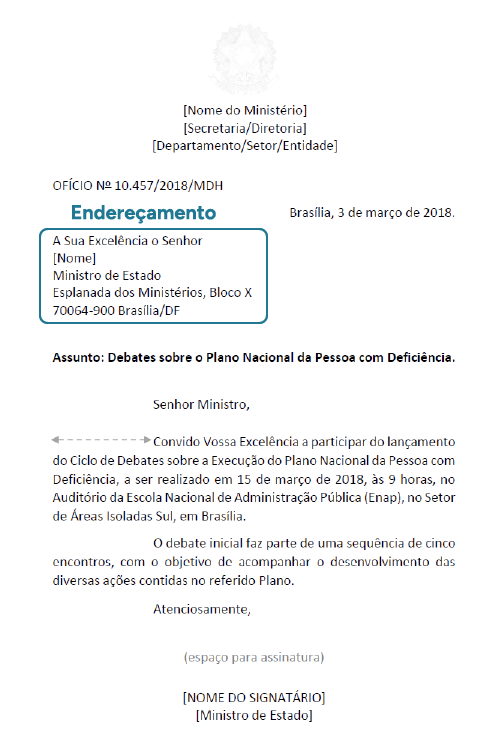 [Nome do Ministério]
[Secretaria/Diretoria]
[Departamento/Setor/Entidade]
OFÍCIO Nº 10.457/2018/MDH
Endereçamento
Brasília, 3 de março de 2018.
A Sua Excelência o Senhor
[Nome]
Ministro de Estado
Esplanada dos Ministérios, Bloco X
70064-900 Brasília/DF
Assunto: Debates sobre o Plano Nacional da Pessoa com Deficiência.
Senhor Ministro,
Convido Vossa Excelência a participar do lançamento
do Ciclo de Debates sobre a Execução do Plano Nacional da Pessoa com
Deficiência, a ser realizado em 15 de março de 2018, às 9 horas, no
Auditório da Escola Nacional de Administração Pública (Enap), no Setor
de Áreas Isoladas Sul, em Brasília.
O debate inicial faz parte de uma sequência de cinco
encontros, com o objetivo de acompanhar o desenvolvimento das
diversas ações contidas no referido Plano.
Atenciosamente,
(espaço para assinatura)
[NOME DO SIGNATÁRIO]
[Ministro de Estado]